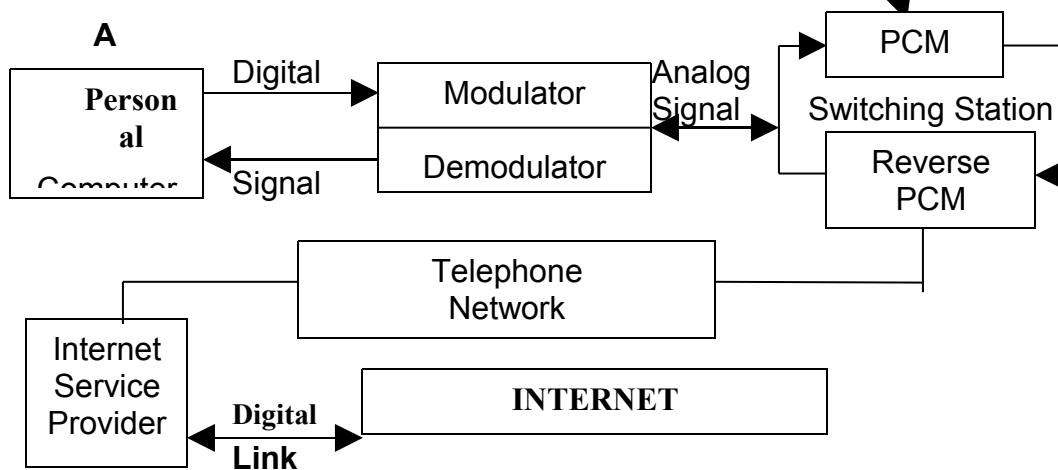 A
Person
al
Computer
Digital
Signal
Modulator
Demodulator
Analog
Signal
PCM
Switching Station
Reverse
PCM
Telephone
Network
Internet
Service
Provider
Digital
Link
INTERNET